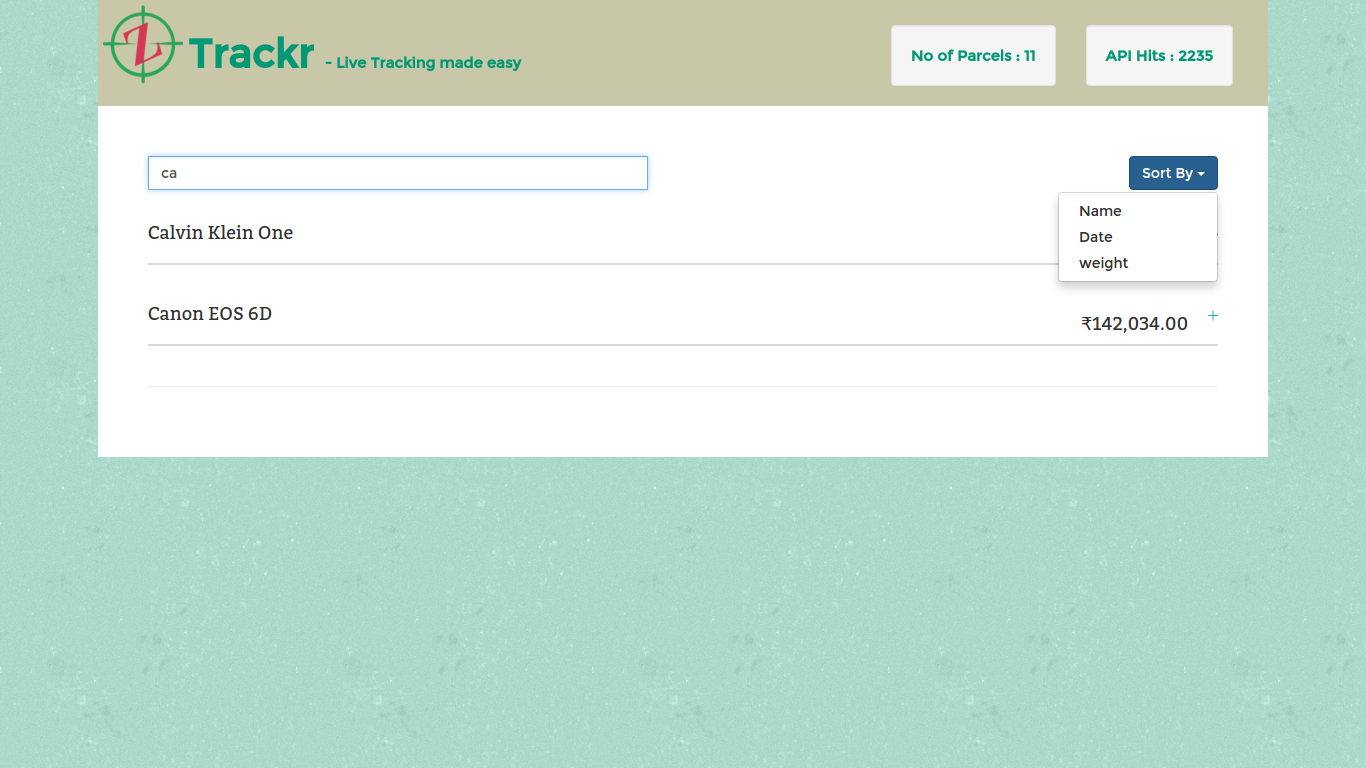 Z Trackr - Live Tracking made easy
No of Parcels : 11
API Hits : 2235
ca
Sort By
Name
Date
weight
Calvin Klein One
Canon EOS 6D
₹142,034.00 +